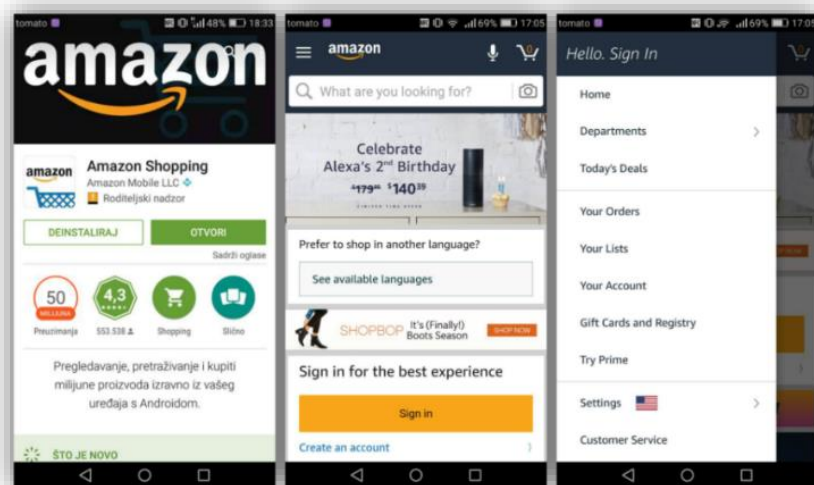 tomato 48% 18:33
amazon
amazon
Amazon Shopping
Amazon Mobile LLC
Roditeljski nadzor
DEINSTALIRAJ
OTVORI
Sadrži oglase
50
MILIJUNA
Preuzimanja
4,3
553.538
Shopping
Slično
Pregledavanje, pretraživanje i kupiti
milijune proizvoda izravno iz vašeg
uređaja s Androidom.
ŠTO JE NOVO
tomato 69% 17:05
amazon
0
What are you looking for?
Celebrate
Alexa's 2nd Birthday
$140
Prefer to shop in another language?
See available languages
SHOPBOP
It's (Finally!)
Boots Season
SHOP NOW
Sign in for the best experience
Sign in
Create an account
tomato 69% 17:05
Hello. Sign In
Home
Departments
Today's Deals
Your Orders
Your Lists
Your Account
Gift Cards and Registry
Try Prime
Settings
Customer Service